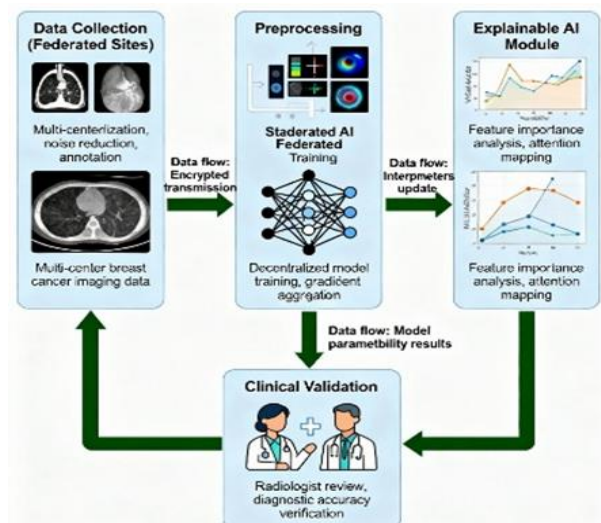 Data Collection
(Federated Sites)
Multi-centerlization,
noise reduction,
annotation
Multi-center breast
cancer imaging data
Data flow:
Encrypted
transmission
Preprocessing
Staderated AI
Federated
Training
Decentralized model
training, graddient
aggregation
Data flow:
Interpmeters
update
Explainable AI
Module
Feature importance
analysis, attention
mapping
Feature importance
analysis, attention
mapping
Data flow: Model
parametbility results
Clinical Validation
Radiologist review,
diagnostic accuracy
verification